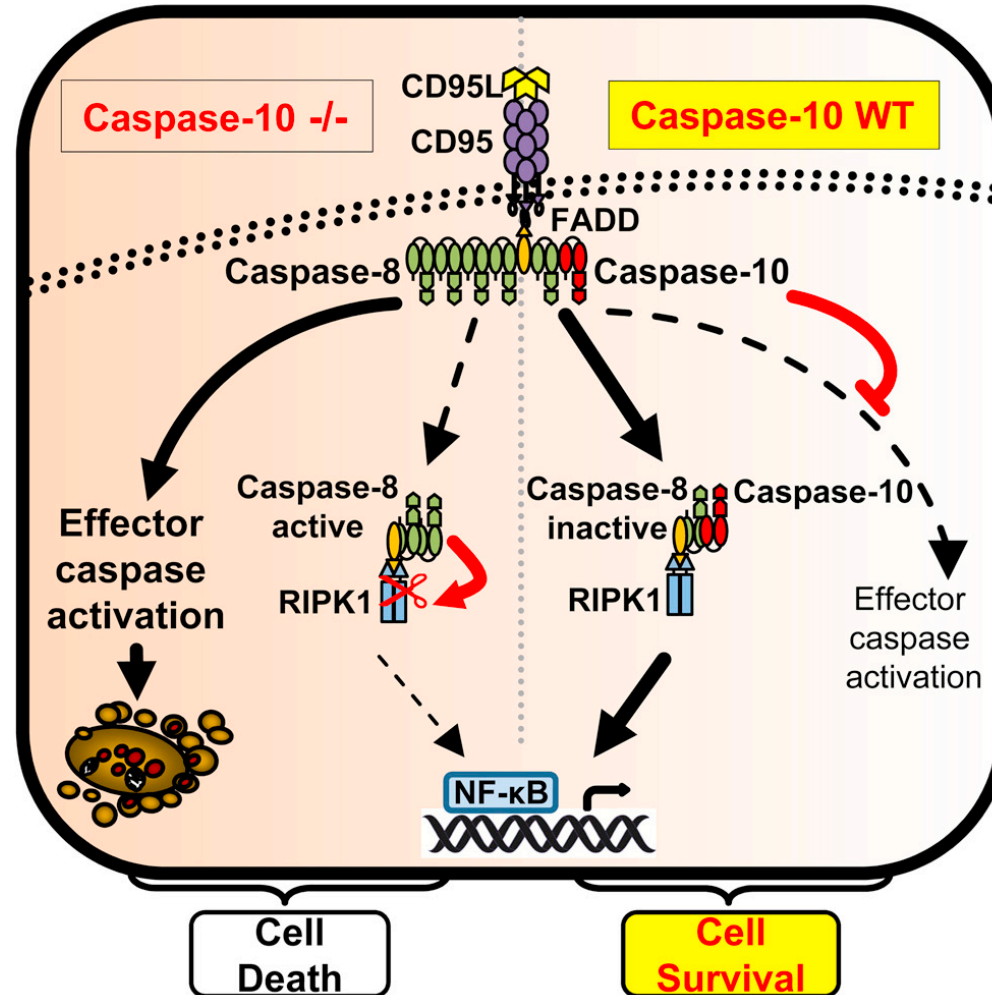 CD95L
Caspase-10 -/-
Caspase-10 WT
CD95
FADD
Caspase-8
Caspase-10
Caspase-8
active
Caspase-8
inactive
Caspase-10
Effector
caspase
activation
RIPK1
RIPK1
Effector
caspase
activation
NF-κB
Cell
Death
Cell
Survival